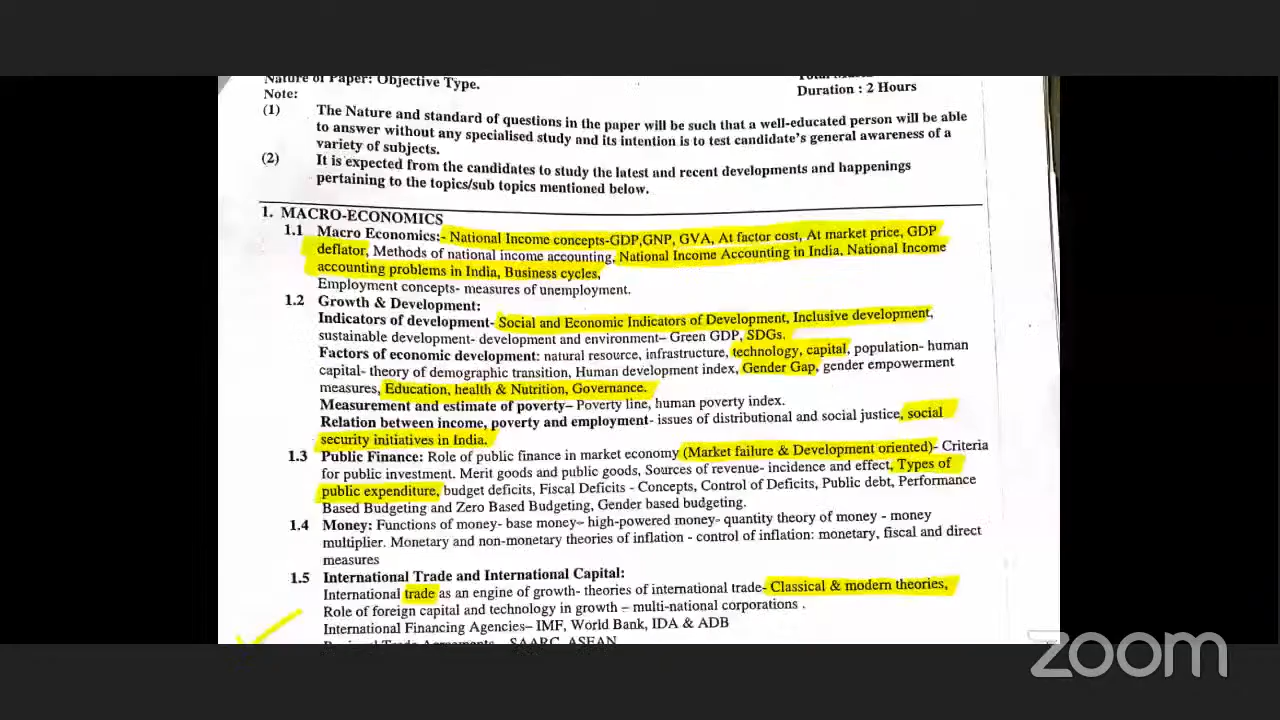 Nature of Paper: Objective Type.
Duration : 2 Hours
Note:
(1) The Nature and standard of questions in the paper will be such that a well-educated person will be able
to answer without any specialised study and its intention is to test candidate's general awareness of a
variety of subjects.
(2) It is expected from the candidates to study the latest and recent developments and happenings
pertaining to the topics/sub topics mentioned below.
1. MACRO-ECONOMICS
1.1 Macro Economics:- National Income concepts-GDP,GNP, GVA, At factor cost, At market price, GDP
deflator, Methods of national income accounting, National Income Accounting in India, National Income
accounting problems in India, Business cycles,
Employment concepts- measures of unemployment.
1.2 Growth & Development:
Indicators of development- Social and Economic Indicators of Development, Inclusive development,
sustainable development- development and environment– Green GDP, SDGs.
Factors of economic development: natural resource, infrastructure, technology, capital, population- human
capital- theory of demographic transition, Human development index, Gender Gap, gender empowerment
measures, Education, health & Nutrition, Governance.
Measurement and estimate of poverty– Poverty line, human poverty index.
Relation between income, poverty and employment- issues of distributional and social justice, social
security initiatives in India.
1.3 Public Finance: Role of public finance in market economy (Market failure & Development oriented)- Criteria
for public investment. Merit goods and public goods, Sources of revenue- incidence and effect, Types of
public expenditure, budget deficits, Fiscal Deficits - Concepts, Control of Deficits, Public debt, Performance
Based Budgeting and Zero Based Budgeting, Gender based budgeting.
1.4 Money: Functions of money- base money– high-powered money- quantity theory of money - money
multiplier. Monetary and non-monetary theories of inflation - control of inflation: monetary, fiscal and direct
measures
1.5 International Trade and International Capital:
International trade as an engine of growth- theories of international trade- Classical & modern theories,
Role of foreign capital and technology in growth – multi-national corporations .
International Financing Agencies– IMF, World Bank, IDA & ADB
Regional Trade Agreements – SAARC, ASEAN
zoom